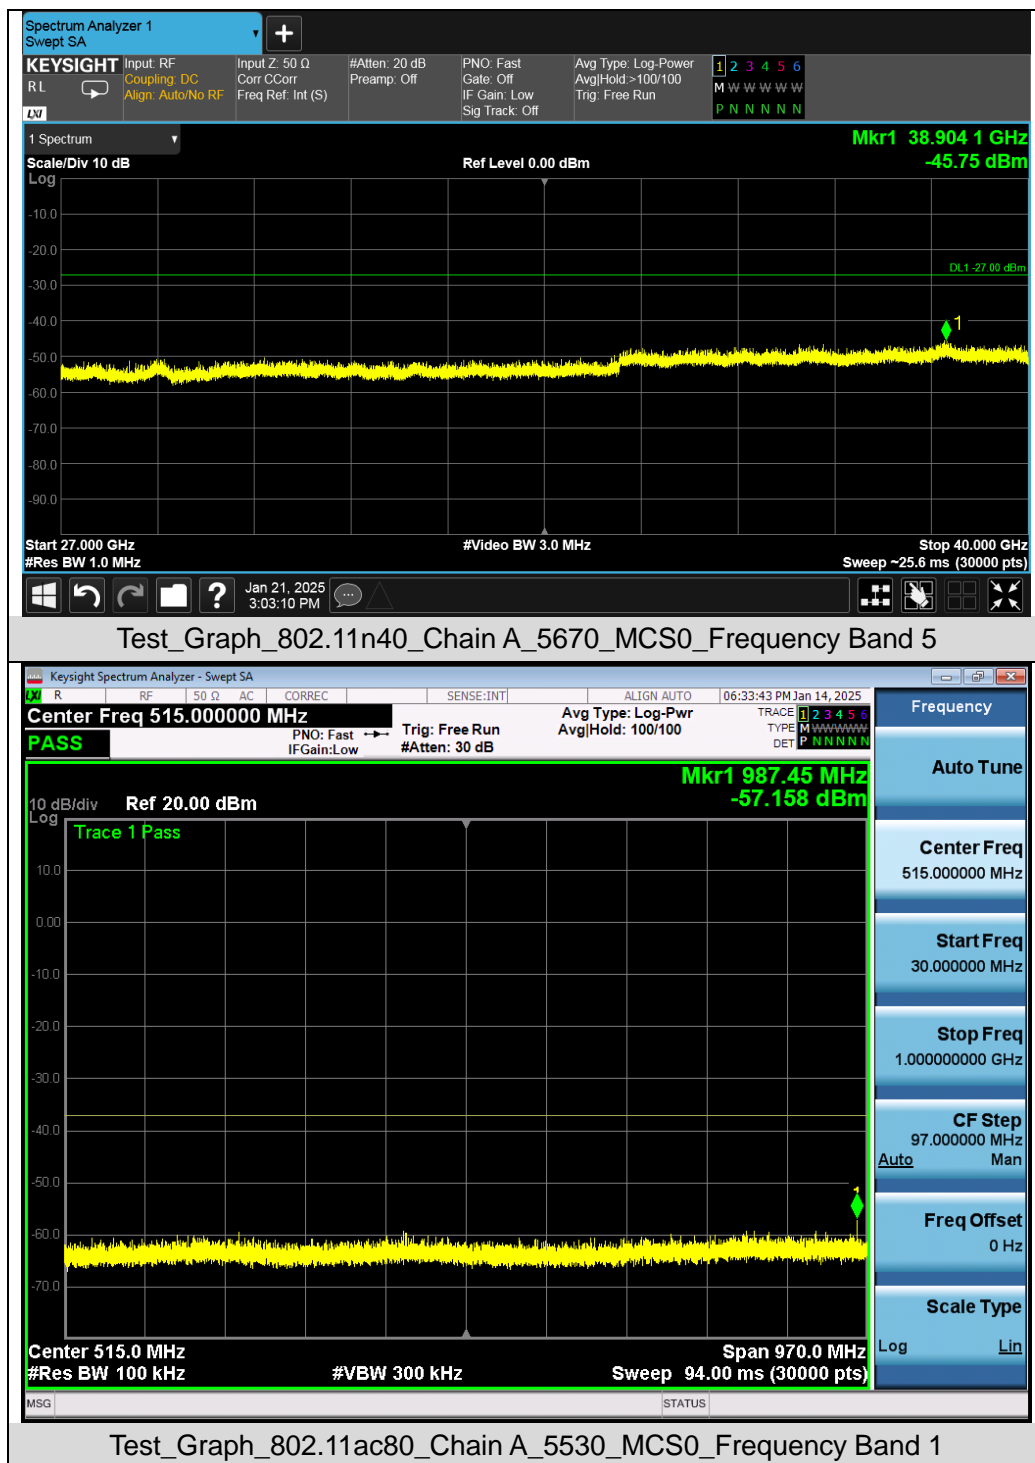 Spectrum Analyzer 1
Swept SA
KEYSIGHT
RL
LXI
Input: RF
Coupling: DC
Align: Auto/No RF
Input Z: 50 Ω
Corr CCorr
Freq Ref: Int (S)
#Atten: 20 dB
Preamp: Off
PNO: Fast
Gate: Off
IF Gain: Low
Sig Track: Off
Avg Type: Log-Power
Avg|Hold:>100/100
Trig: Free Run
1 2 3 4 5 6
M W W W W W
P N N N N N
1 Spectrum
Mkr1 38.904 1 GHz
Scale/Div 10 dB
Ref Level 0.00 dBm
-45.75 dBm
Log
-10.0
-20.0
DL1 -27.00 dBm
-30.0
-40.0
1
-50.0
-60.0
-70.0
-80.0
-90.0
Start 27.000 GHz
#Video BW 3.0 MHz
Stop 40.000 GHz
#Res BW 1.0 MHz
Sweep ~25.6 ms (30000 pts)
?
Jan 21, 2025
3:03:10 PM
Test_Graph_802.11n40_Chain A_5670_MCS0_Frequency Band 5
Keysight Spectrum Analyzer - Swept SA
LXI
R RF 50 Ω AC CORREC SENSE:INT ALIGN AUTO 06:33:43 PM Jan 14, 2025
Center Freq 515.000000 MHz
PASS
PNO: Fast
IFGain:Low
Trig: Free Run
#Atten: 30 dB
Avg Type: Log-Pwr
Avg|Hold: 100/100
TRACE 1 2 3 4 5 6
TYPE M W W W W W
DET P N N N N N
Mkr1 987.45 MHz
-57.158 dBm
10 dB/div
Ref 20.00 dBm
Log
Trace 1 Pass
10.0
0.00
-10.0
-20.0
-30.0
-40.0
-50.0
1
-60.0
-70.0
Center 515.0 MHz
Span 970.0 MHz
#Res BW 100 kHz
#VBW 300 kHz
Sweep 94.00 ms (30000 pts)
MSG
STATUS
Frequency
Auto Tune
Center Freq
515.000000 MHz
Start Freq
30.000000 MHz
Stop Freq
1.000000000 GHz
CF Step
97.000000 MHz
Auto Man
Freq Offset
0 Hz
Scale Type
Log Lin
Test_Graph_802.11ac80_Chain A_5530_MCS0_Frequency Band 1